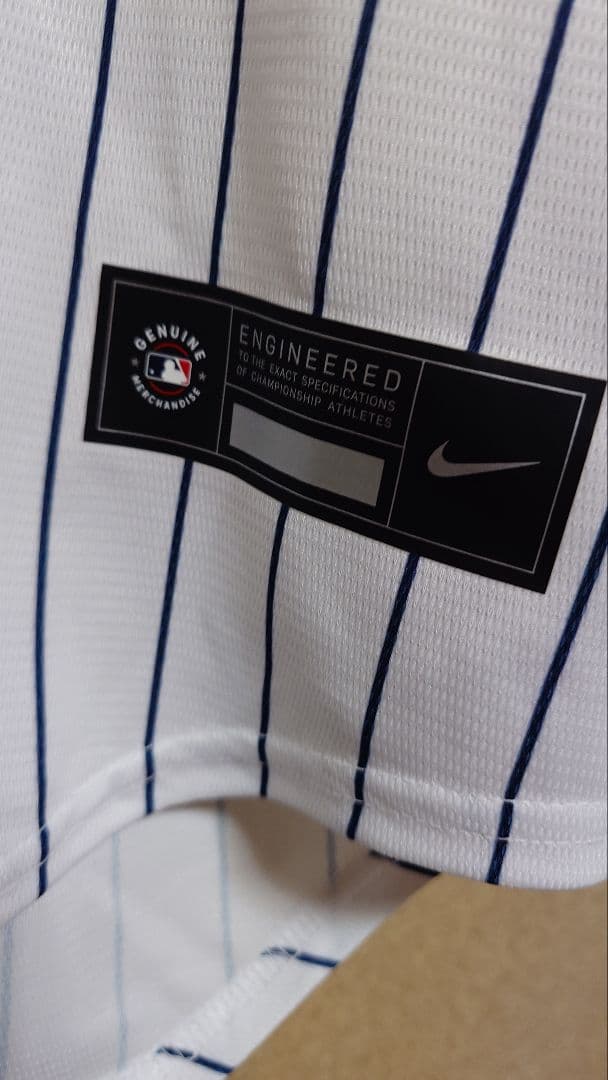 GENUINE
MERCHANDISE
ENGINEERED
TO THE EXACT SPECIFICATIONS
OF CHAMPIONSHIP ATHLETES